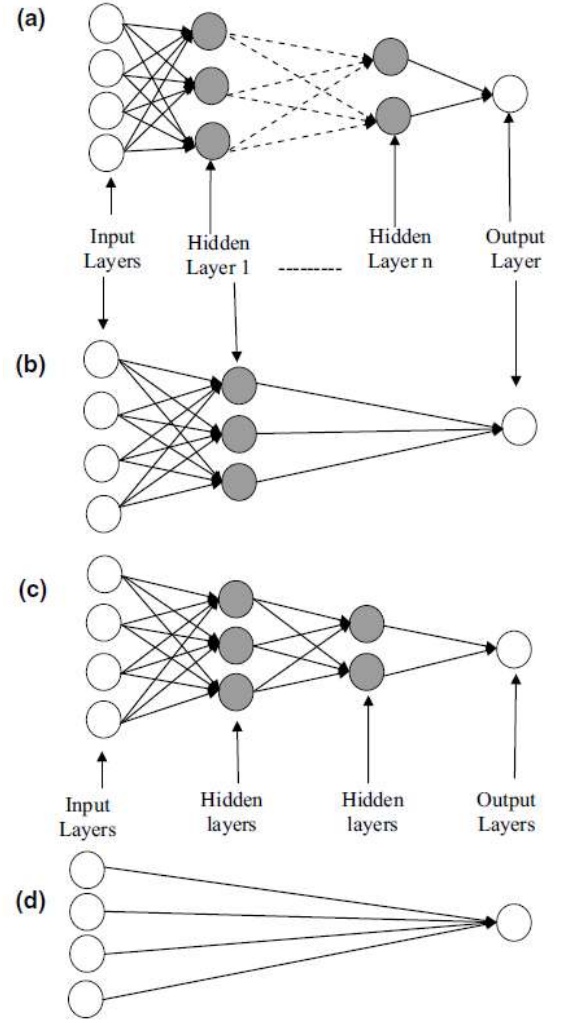 (a)
Input
Layers
Hidden
Layer 1
Hidden
Layer n
Output
Layer
(b)
(c)
Input
Layers
Hidden
layers
Hidden
layers
Output
Layers
(d)